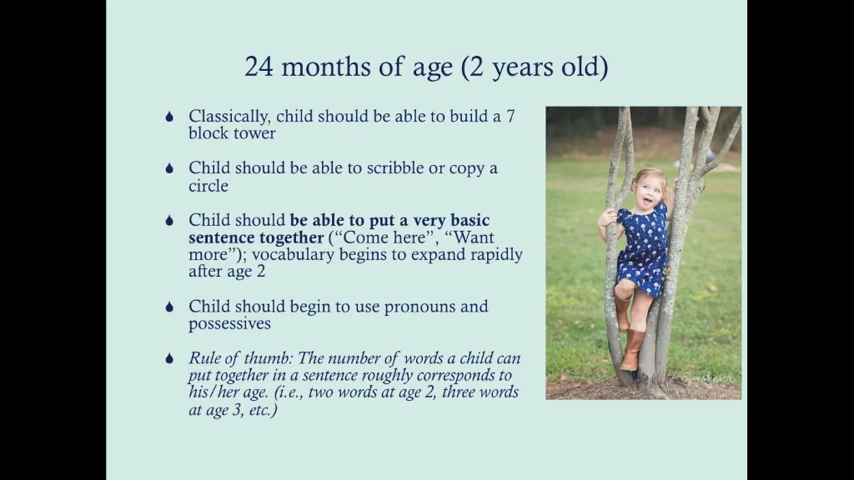 24 months of age (2 years old)
Classically, child should be able to build a 7
block tower
Child should be able to scribble or copy a
circle
Child should be able to put a very basic
sentence together (“Come here”, “Want
more”); vocabulary begins to expand rapidly
after age 2
Child should begin to use pronouns and
possessives
Rule of thumb: The number of words a child can
put together in a sentence roughly corresponds to
his/her age. (i.e., two words at age 2, three words
at age 3, etc.)